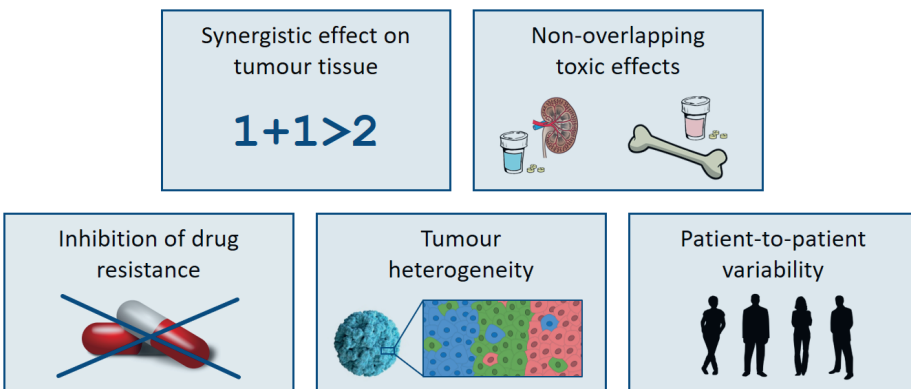 Synergistic effect on
tumour tissue
1+1>2
Non-overlapping
toxic effects
Inhibition of drug
resistance
Tumour
heterogeneity
Patient-to-patient
variability